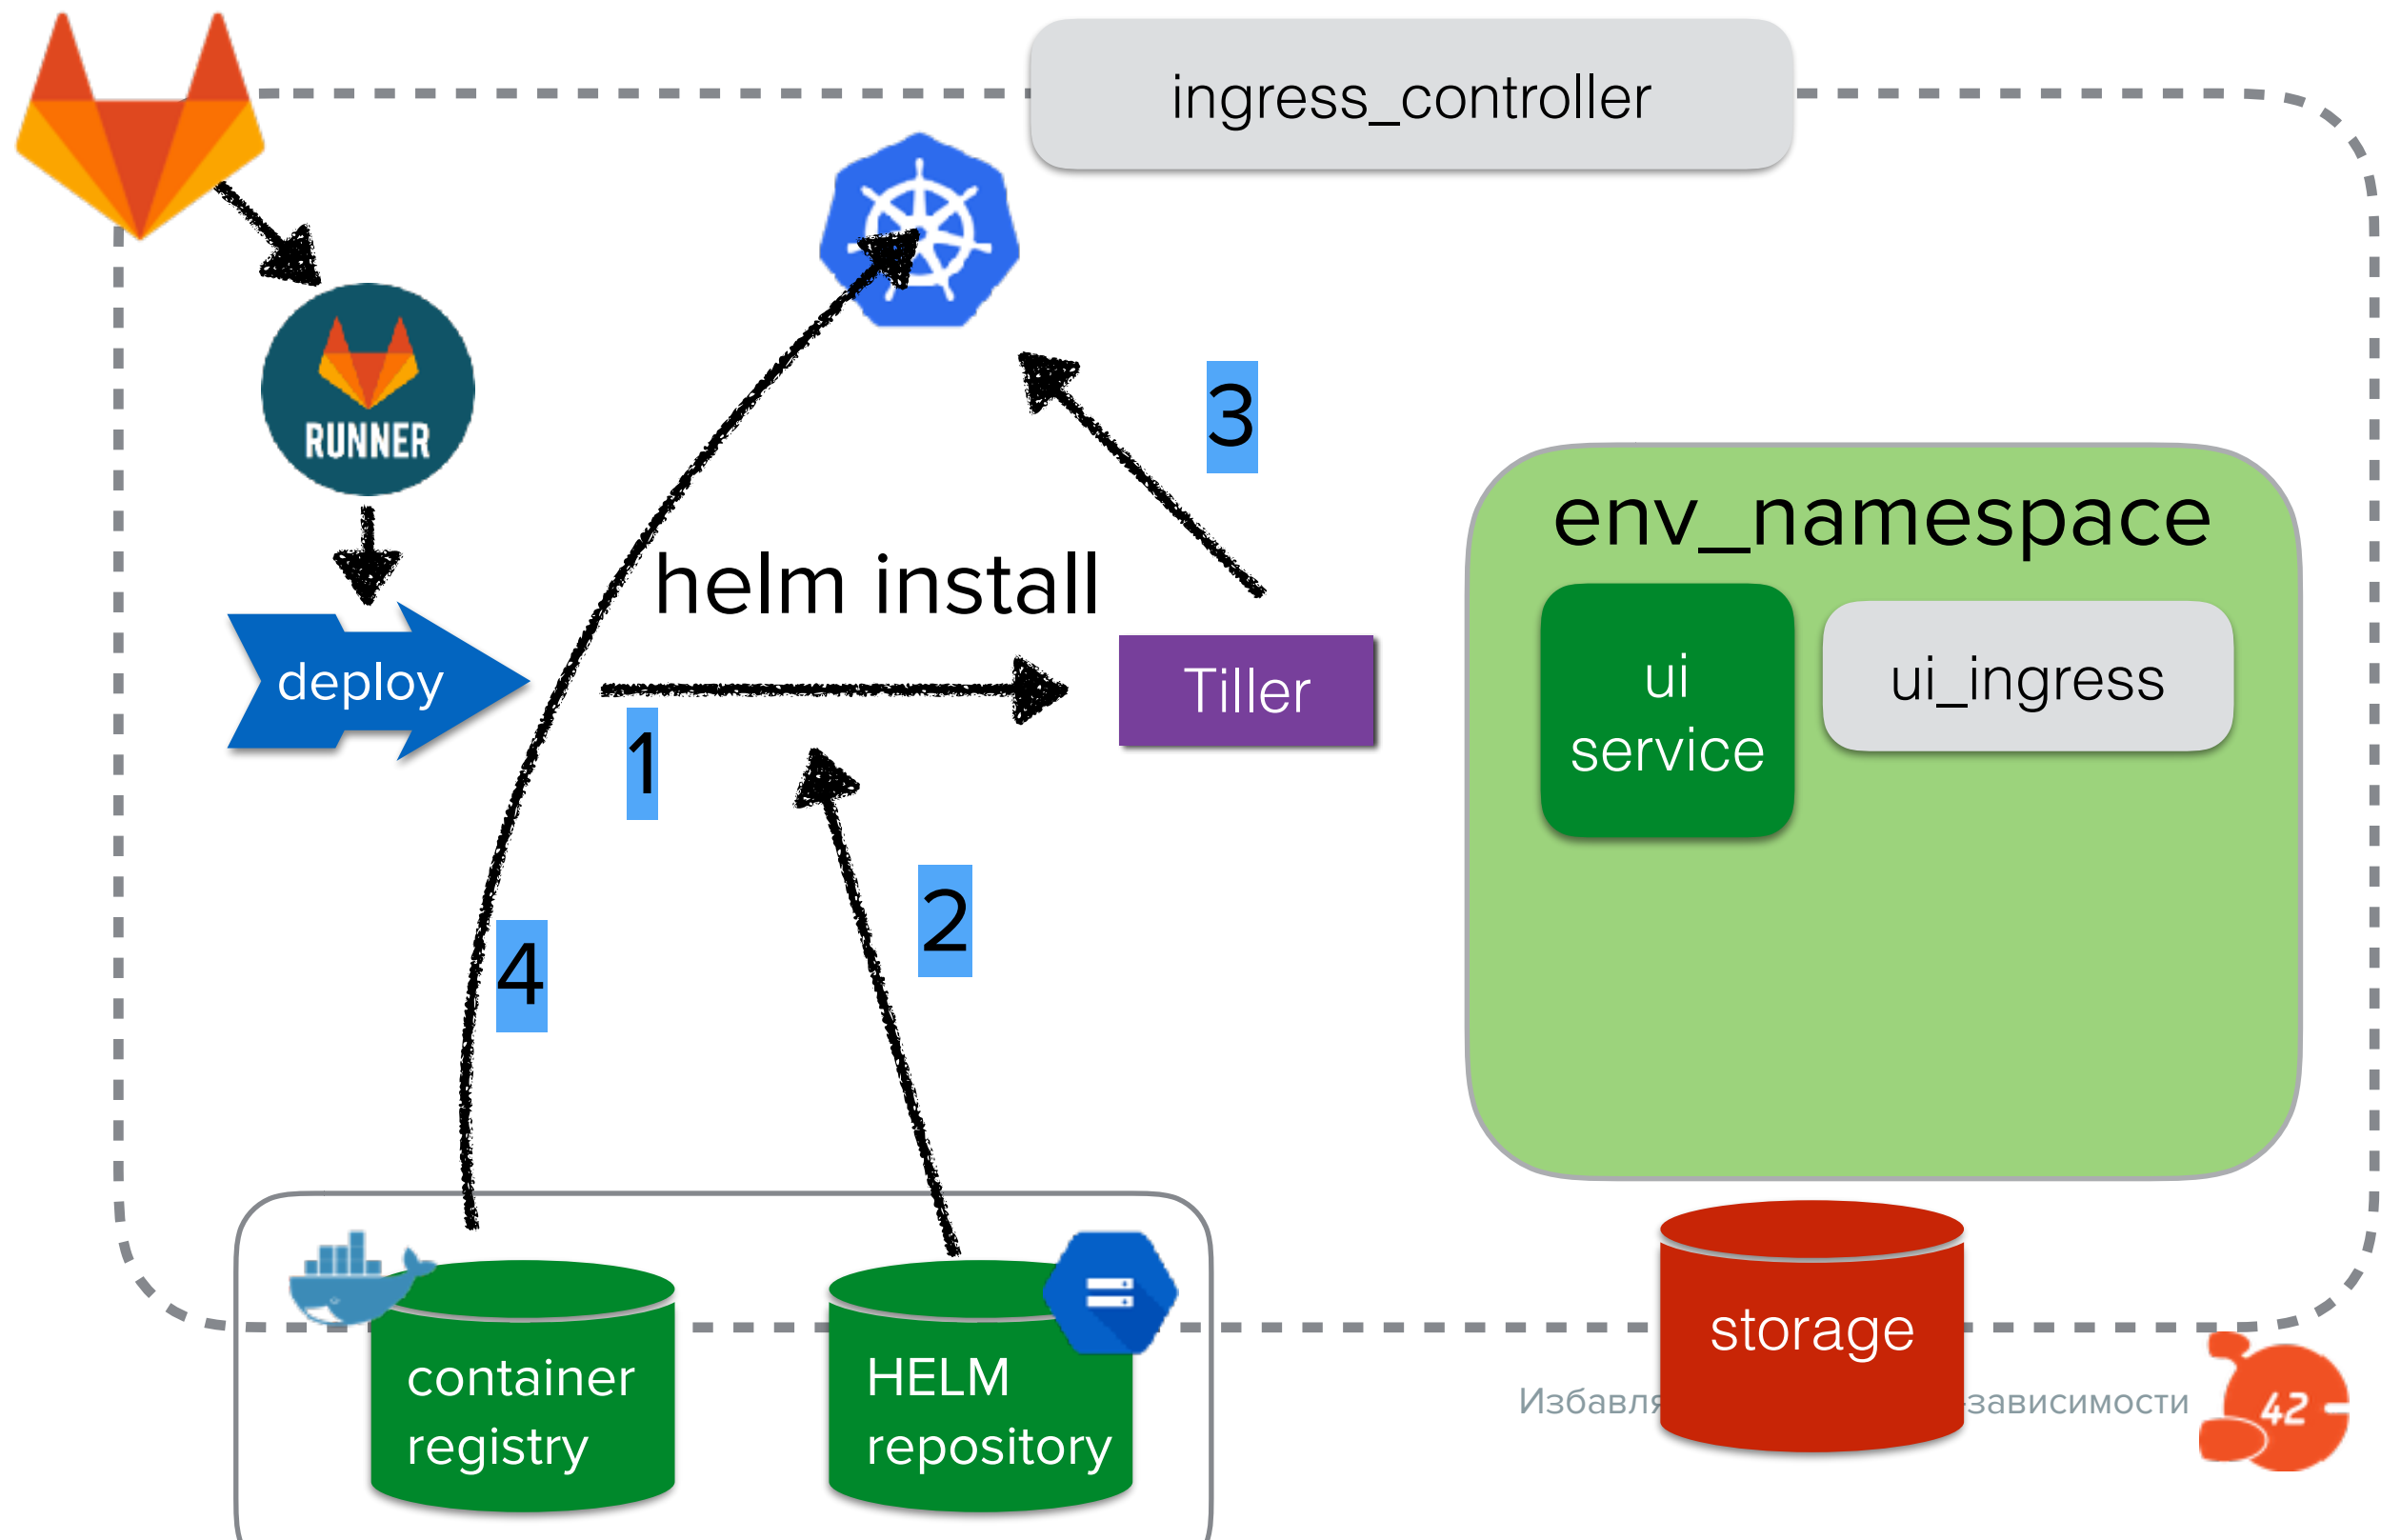 ingress_controller
RUNNER
3
env_namespace
helm install
deploy
Tiller
ui
service
ui_ingress
1
2
4
container
registry
HELM
repository
storage
зависимости
42